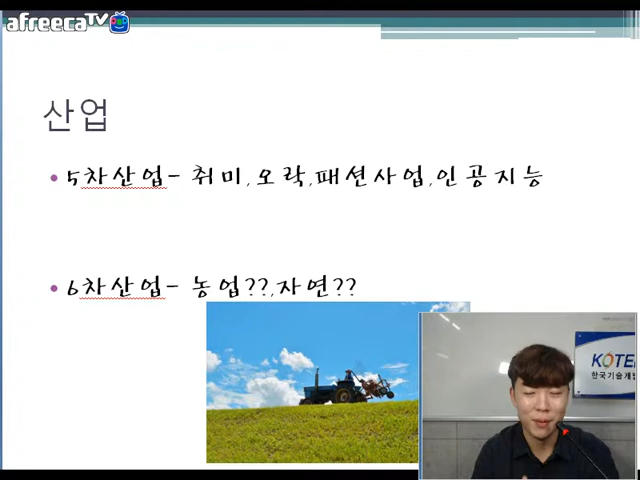 afreecaTV
산업
5차산업- 취미,오락,패션사업,인공지능
6차산업- 농업??,자연??
한국기술개발